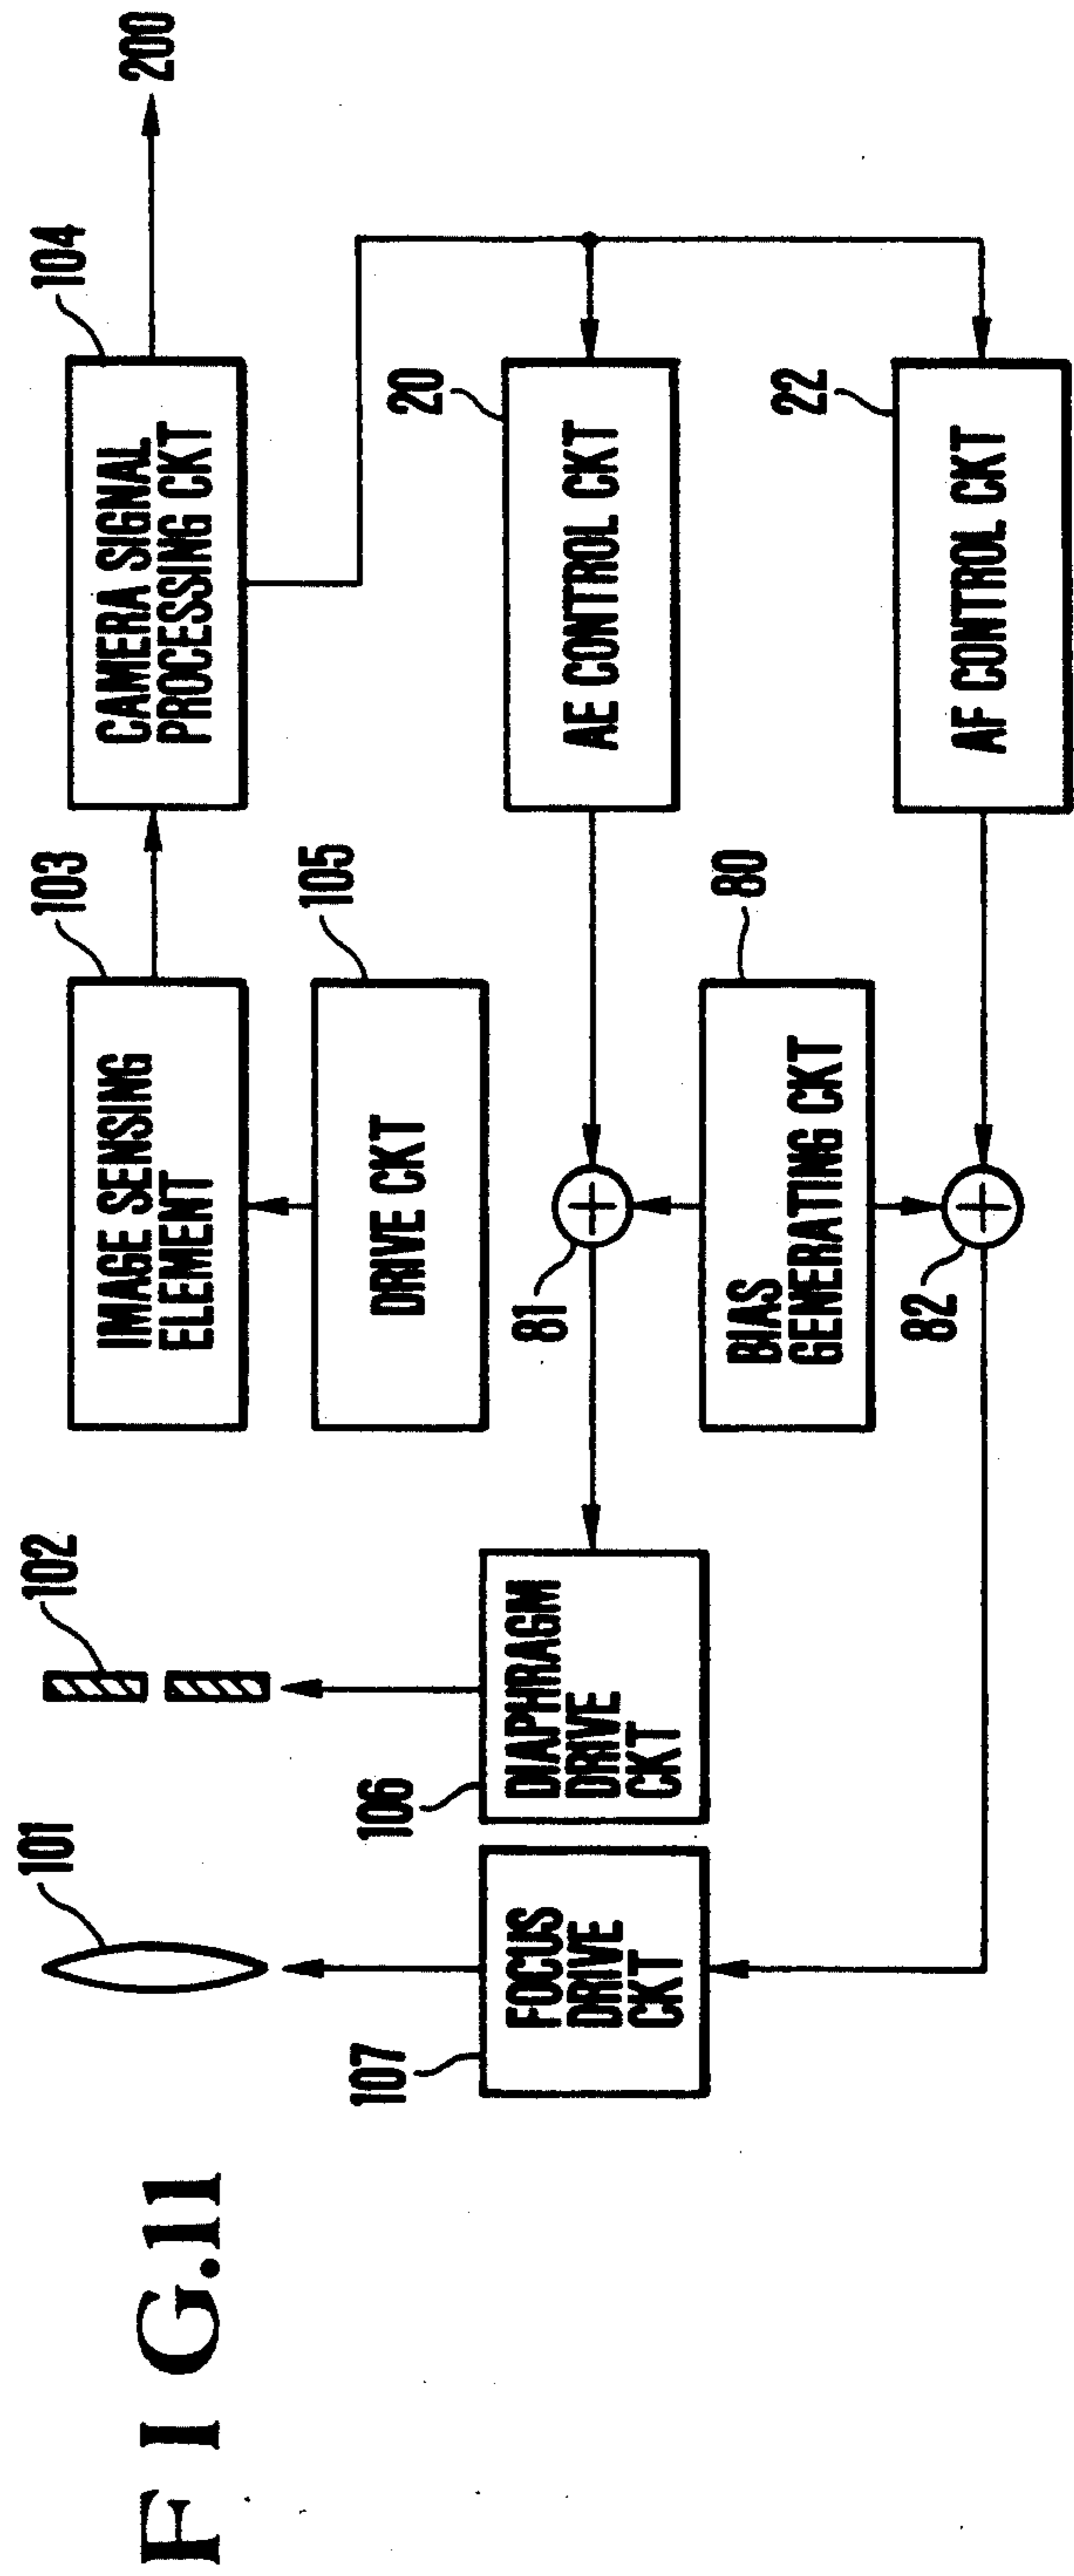 FIG.11
101
102
103
104
200
IMAGE SENSING
ELEMENT
CAMERA SIGNAL
PROCESSING CKT
105
DRIVE CKT
20
AE CONTROL CKT
107
FOCUS
DRIVE
CKT
106
DIAPHRAGM
DRIVE
CKT
81
80
BIAS
GENERATING CKT
82
22
AF CONTROL CKT